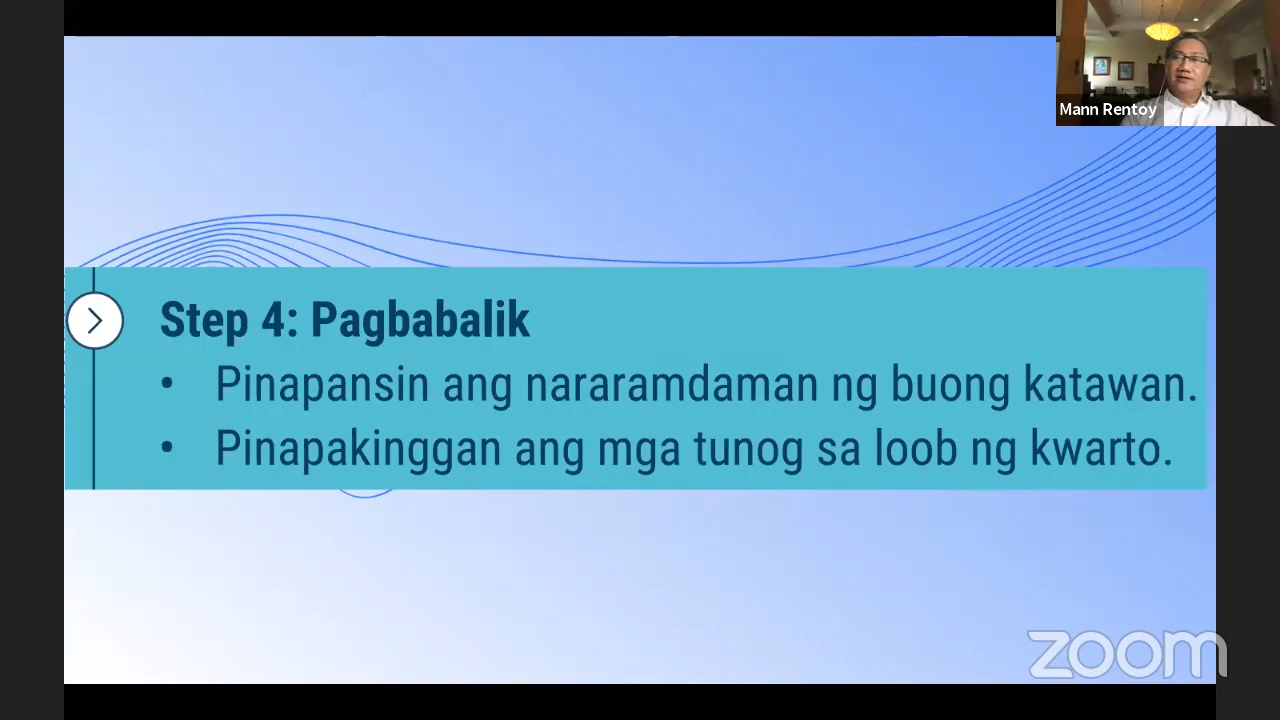 Mann Rentoy
Step 4: Pagbabalik
• Pinapansin ang nararamdaman ng buong katawan.
• Pinapakinggan ang mga tunog sa loob ng kwarto.
zoom